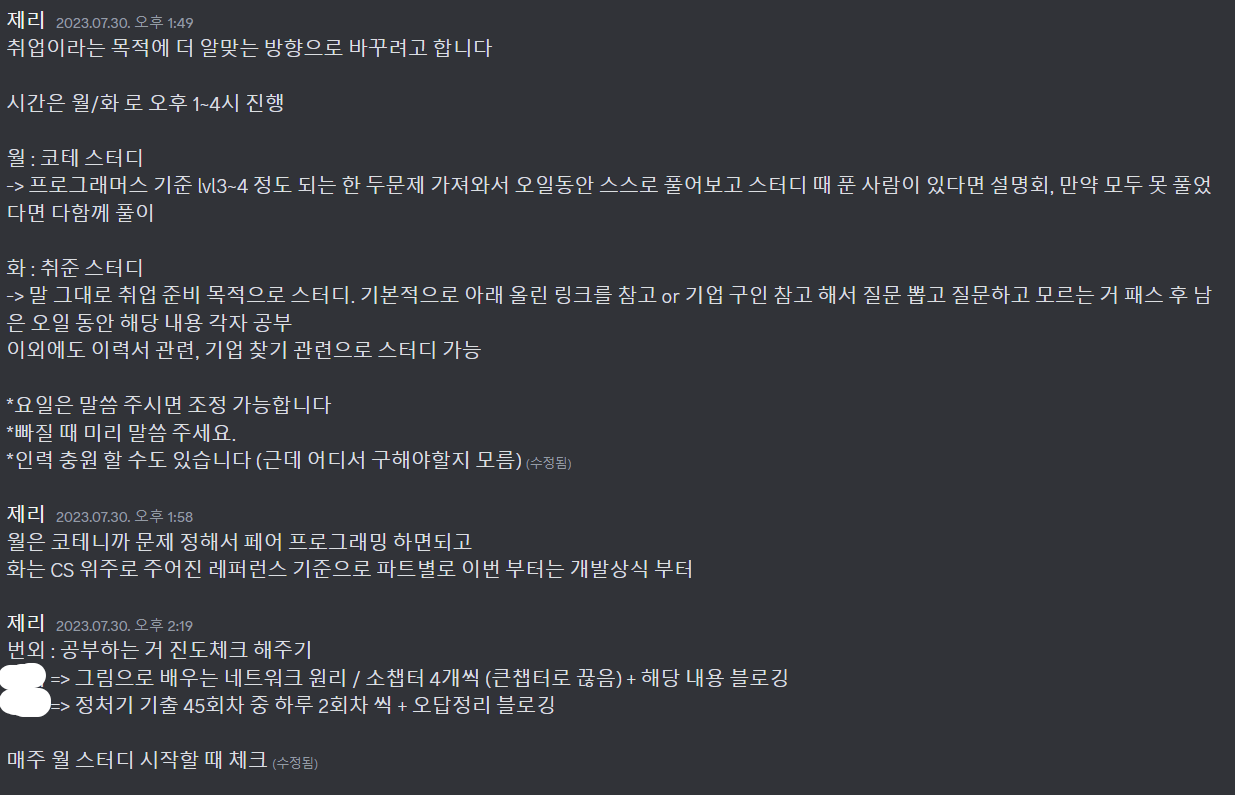 제리 2023.07.30. 오후 1:49
취업이라는 목적에 더 알맞는 방향으로 바꾸려고 합니다
시간은 월/화 로 오후 1~4시 진행
월 : 코테 스터디
-> 프로그래머스 기준 lvl3~4 정도 되는 한 두문제 가져와서 오일동안 스스로 풀어보고 스터디 때 푼 사람이 있다면 설명회, 만약 모두 못 풀었
다면 다함께 풀이
화 : 취준 스터디
-> 말 그대로 취업 준비 목적으로 스터디. 기본적으로 아래 올린 링크를 참고 or 기업 구인 참고 해서 질문 뽑고 질문하고 모르는 거 패스 후 남
은 오일 동안 해당 내용 각자 공부
이외에도 이력서 관련, 기업 찾기 관련으로 스터디 가능
*요일은 말씀 주시면 조정 가능합니다
*빠질 때 미리 말씀 주세요.
*인력 충원 할 수도 있습니다 (근데 어디서 구해야할지 모름) (수정됨)
제리 2023.07.30. 오후 1:58
월은 코테니까 문제 정해서 페어 프로그래밍 하면되고
화는 CS 위주로 주어진 레퍼런스 기준으로 파트별로 이번 부터는 개발상식 부터
제리 2023.07.30. 오후 2:19
번외 : 공부하는 거 진도체크 해주기
=> 그림으로 배우는 네트워크 원리 / 소챕터 4개씩 (큰챕터로 끊음) + 해당 내용 블로깅
=> 정처기 기출 45회차 중 하루 2회차 씩 + 오답정리 블로깅
매주 월 스터디 시작할 때 체크 (수정됨)